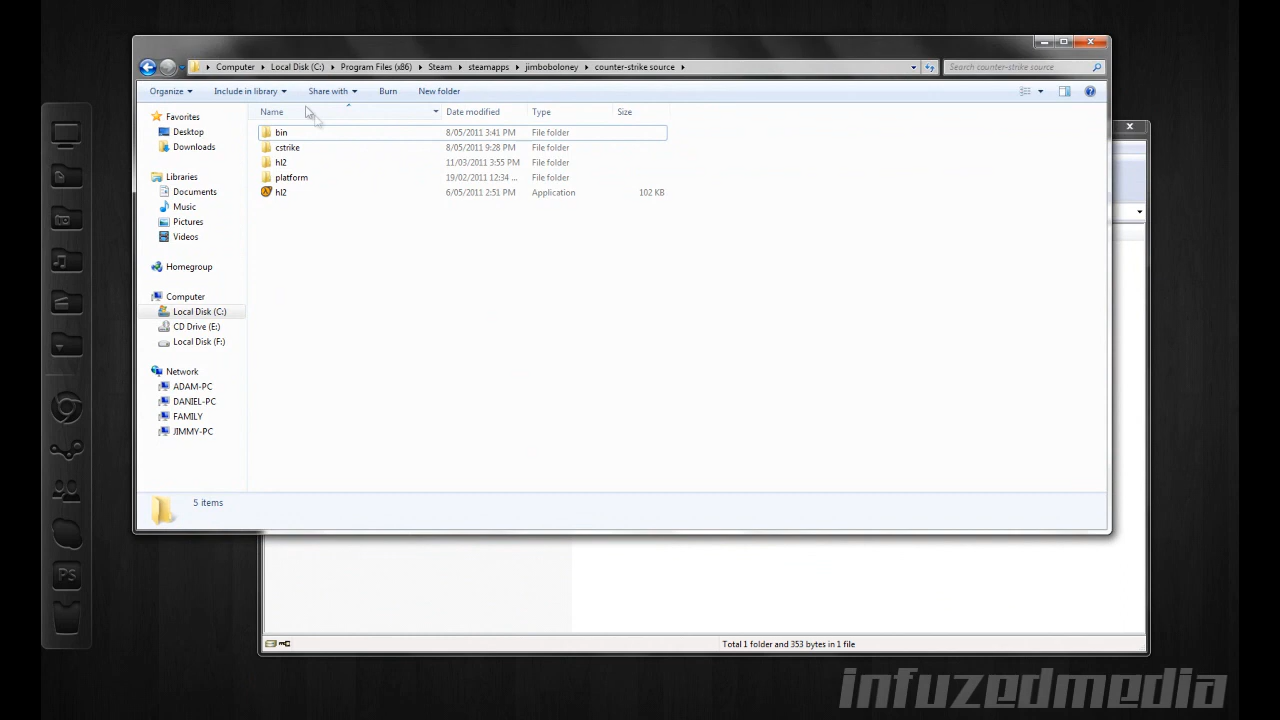 Computer Local Disk (C:) Program Files (x86) Steam steamapps jimboboloney counter-strike source Search counter-strike source
Organize Include in library Share with Burn New folder
Name Date modified Type Size
Favorites
Desktop
Downloads
Libraries
Documents
Music
Pictures
Videos
Homegroup
Computer
Local Disk (C:)
CD Drive (E:)
Local Disk (F:)
Network
ADAM-PC
DANIEL-PC
FAMILY
JIMMY-PC
bin 8/05/2011 3:41 PM File folder
cstrike 8/05/2011 9:28 PM File folder
hl2 11/03/2011 3:55 PM File folder
platform 19/02/2011 12:34 ... File folder
hl2 6/05/2011 2:51 PM Application 102 KB
5 items
PS
Total 1 folder and 353 bytes in 1 file
infuzedmedia